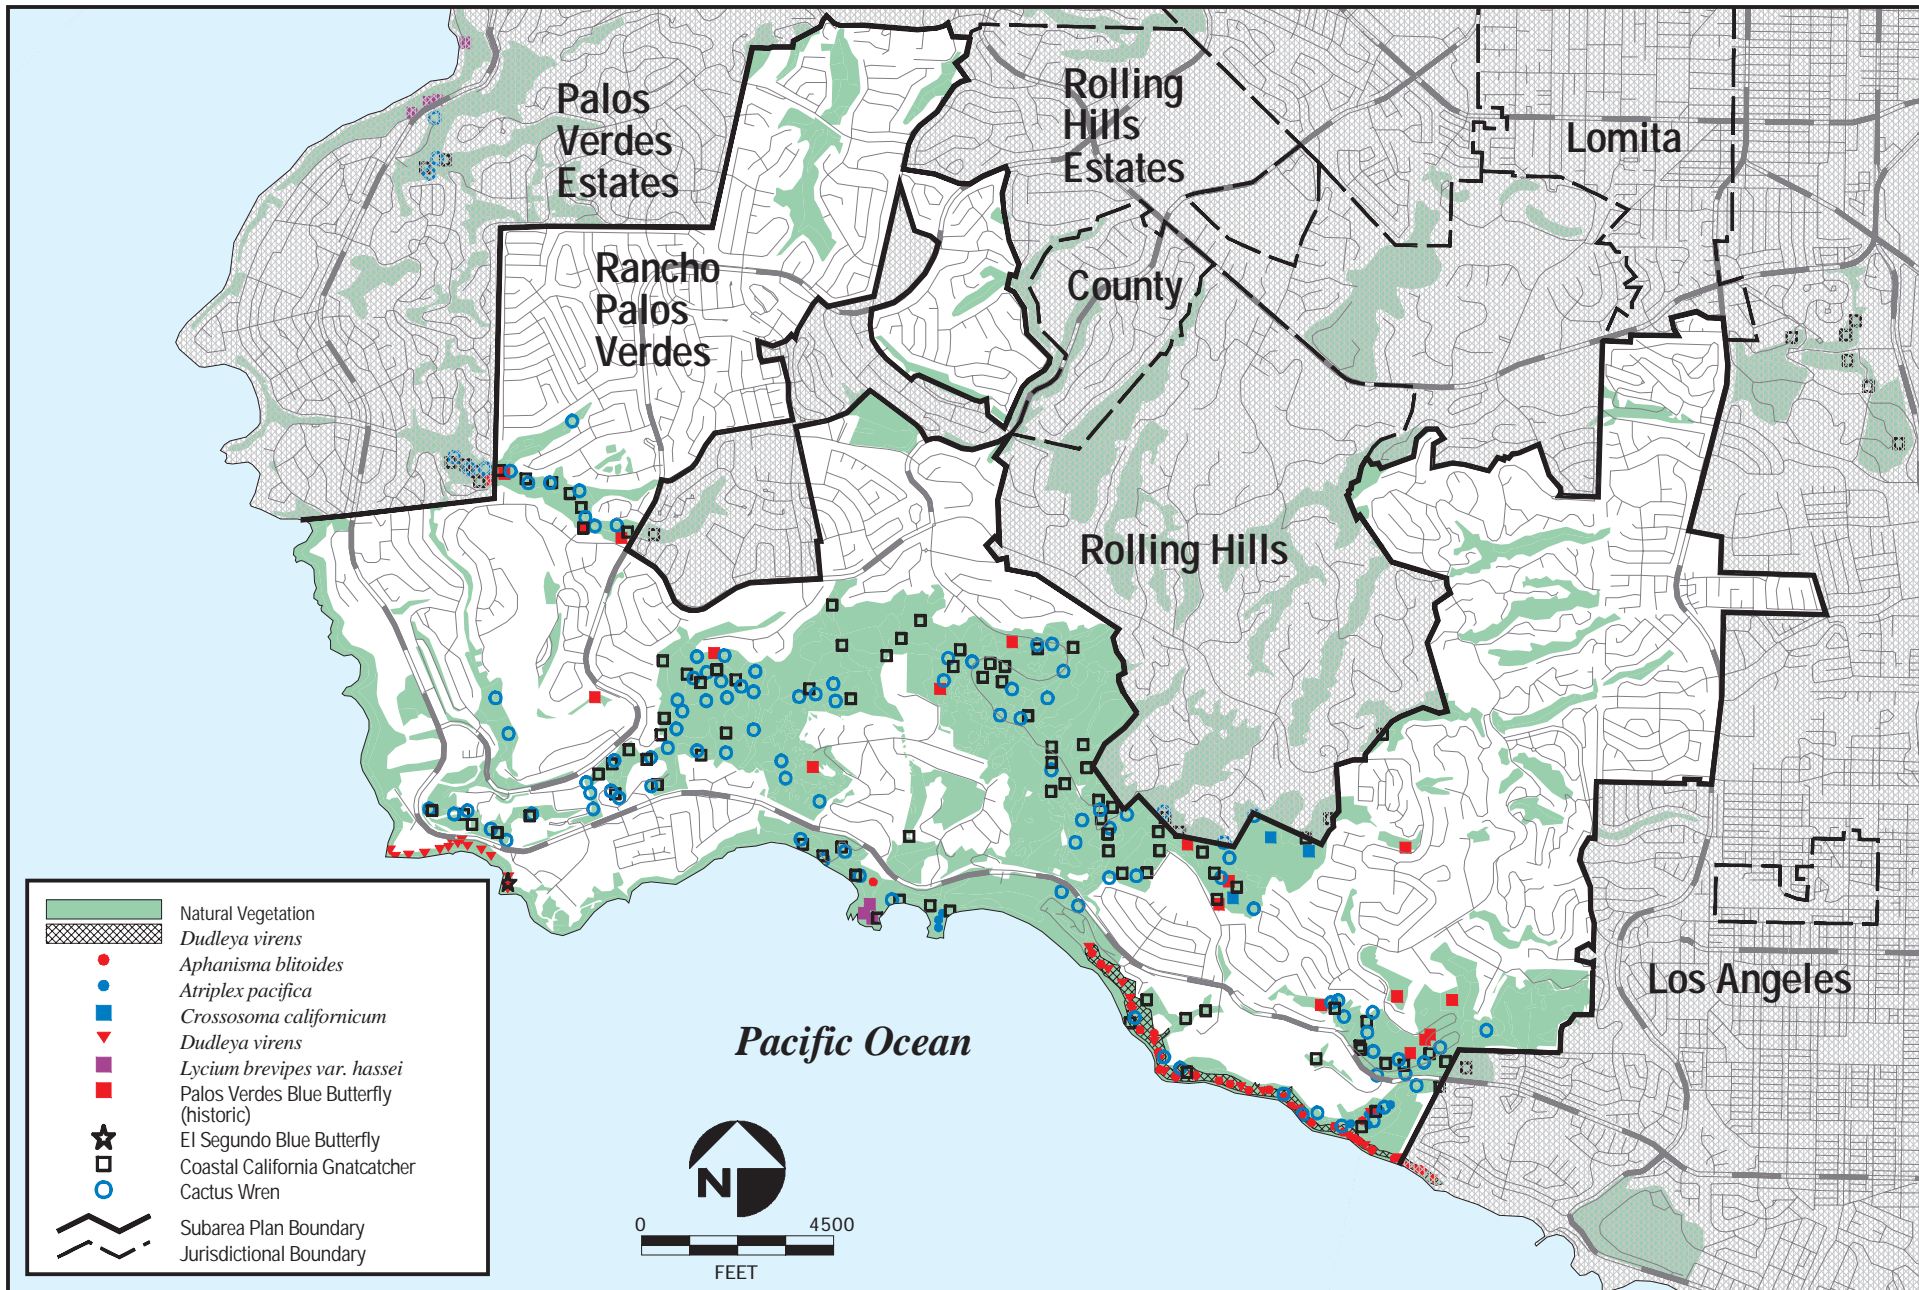 Palos
Verdes
Estates
Rolling
Hills
Estates
Lomita
Rancho
Palos
Verdes
County
Rolling Hills
Los Angeles
Pacific Ocean
Natural Vegetation
Dudleya virens
Aphanisma blitoides
Atriplex pacifica
Crossosoma californicum
Dudleya virens
Lycium brevipes var. hassei
Palos Verdes Blue Butterfly
(historic)
El Segundo Blue Butterfly
Coastal California Gnatcatcher
Cactus Wren
Subarea Plan Boundary
Jurisdictional Boundary
N
0 4500
FEET